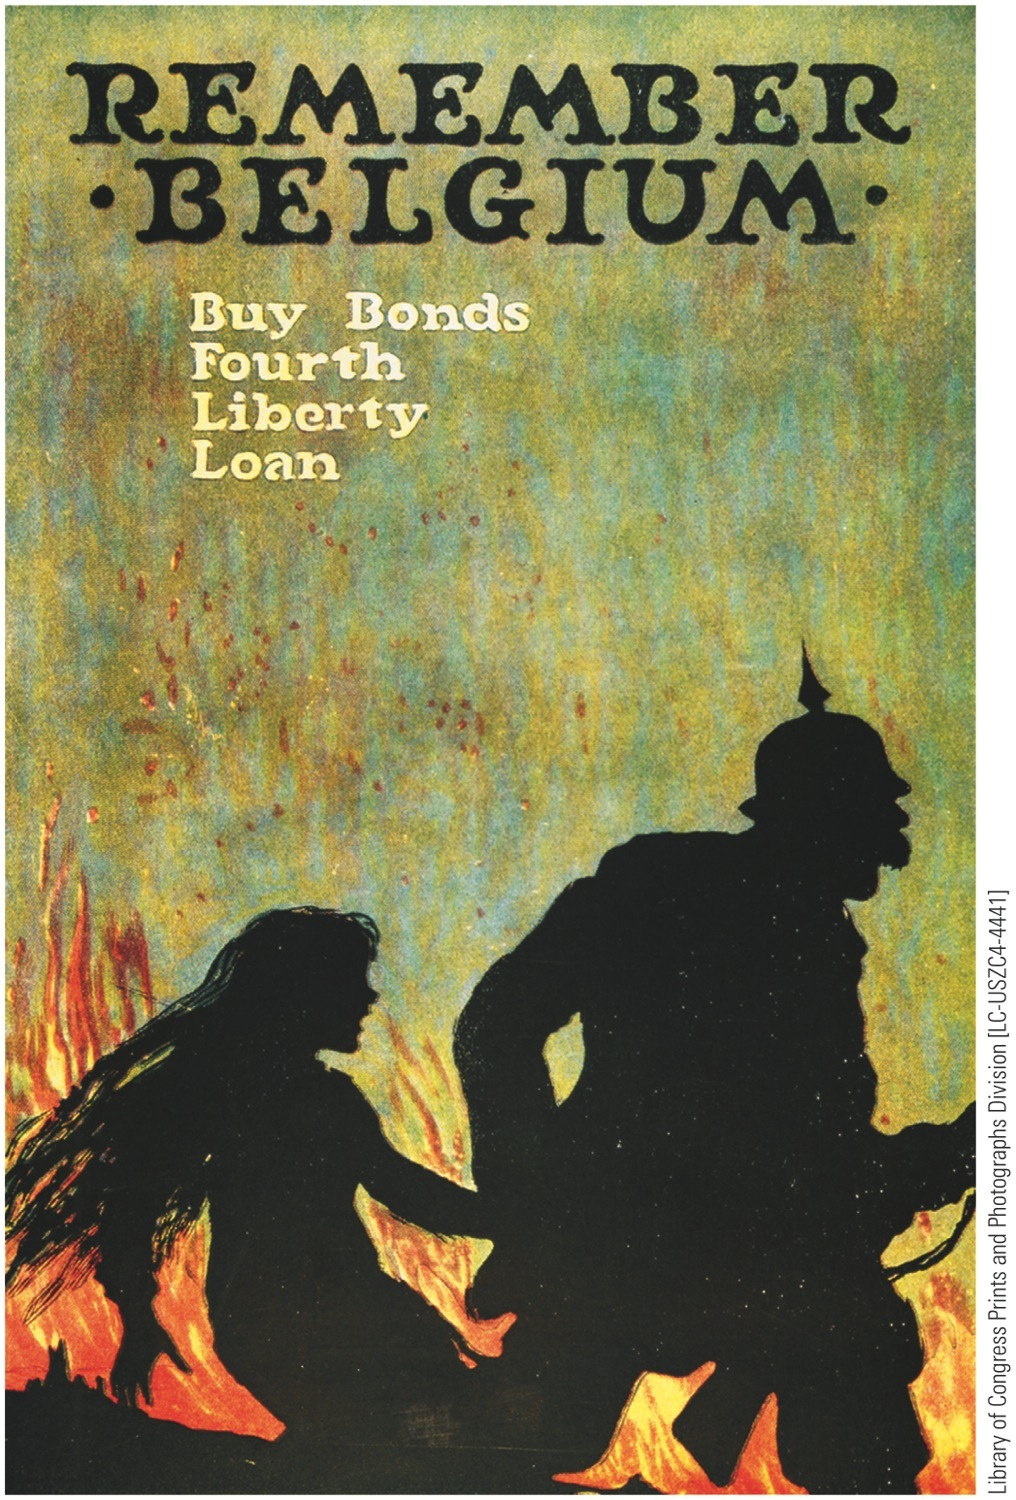 REMEMBER
·BELGIUM·
Buy Bonds
Fourth
Liberty
Loan
Library of Congress Prints and Photographs Division [LC-USZC4-4441]